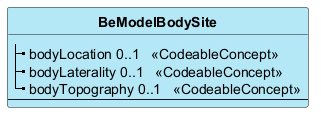 BeModelBodySite
bodyLocation 0..1 «CodeableConcept»
bodyLaterality 0..1 «CodeableConcept»
bodyTopography 0..1 «CodeableConcept»